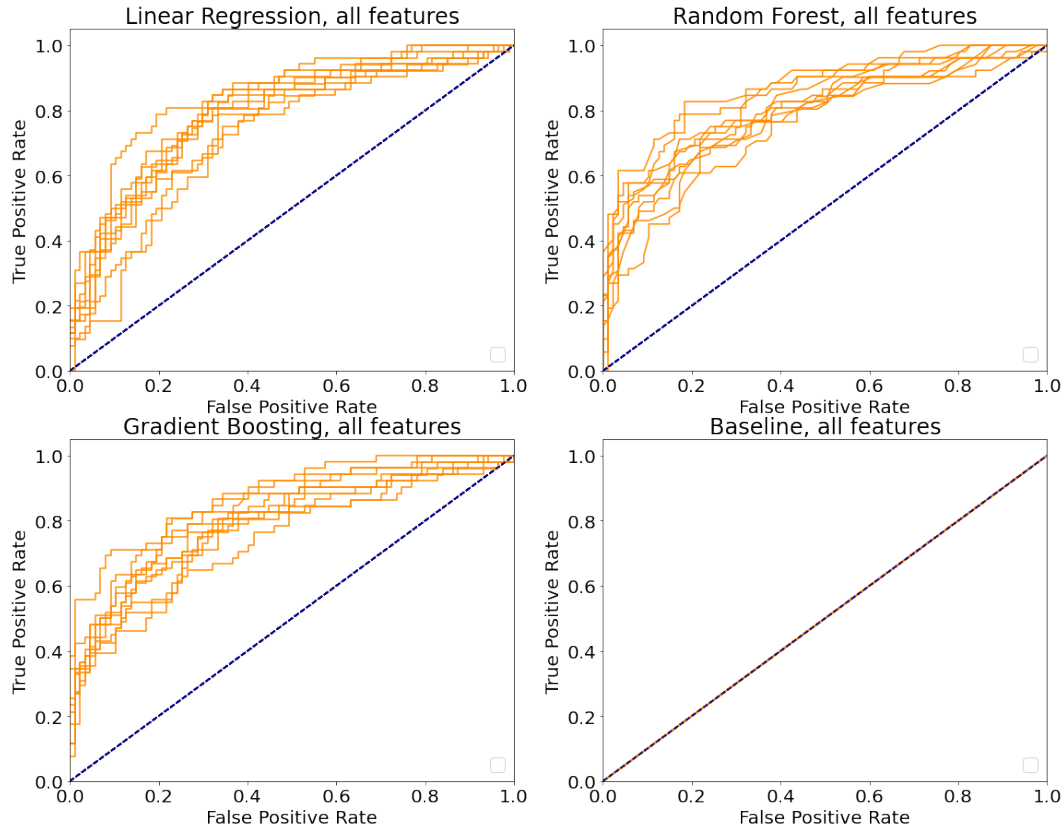 Linear Regression, all features
1.0
0.8
0.6
0.4
0.2
0.0
True Positive Rate
0.0 0.2 0.4 0.6 0.8 1.0
False Positive Rate
Random Forest, all features
1.0
0.8
0.6
0.4
0.2
0.0
True Positive Rate
0.0 0.2 0.4 0.6 0.8 1.0
False Positive Rate
Gradient Boosting, all features
1.0
0.8
0.6
0.4
0.2
0.0
True Positive Rate
0.0 0.2 0.4 0.6 0.8 1.0
False Positive Rate
Baseline, all features
1.0
0.8
0.6
0.4
0.2
0.0
True Positive Rate
0.0 0.2 0.4 0.6 0.8 1.0
False Positive Rate